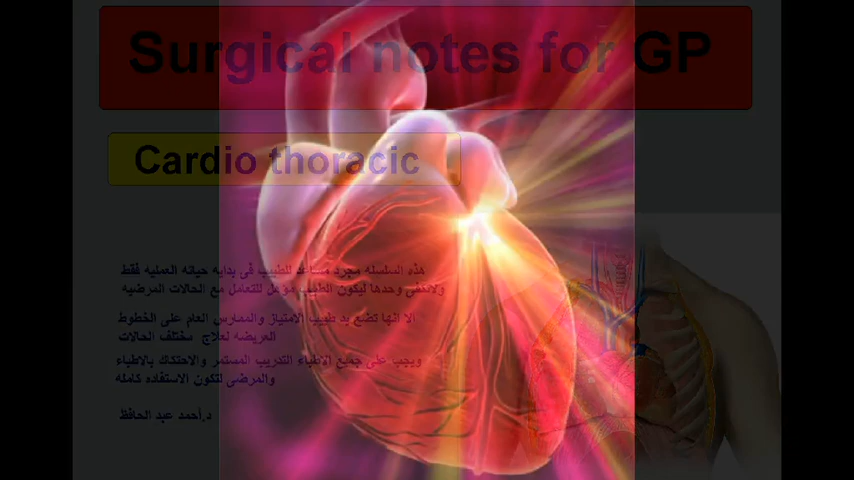 Surgical notes for GP
Cardio thoracic
هذه السلسله مجرد مساعد للطبيب فى بدايه حياته العمليه فقط
ولاتكفى وحدها ليكون الطبيب مؤهل للتعامل مع الحالات المرضيه
الا انها تضع يد طبيب الامتياز والممارس العام على الخطوط
العريضه لعلاج مختلف الحالات
ويجب على جميع الاطباء التدريب المستمر والاحتكاك بالاطباء
والمرضى لتكون الاستفاده كامله
د.أحمد عبد الحافظ